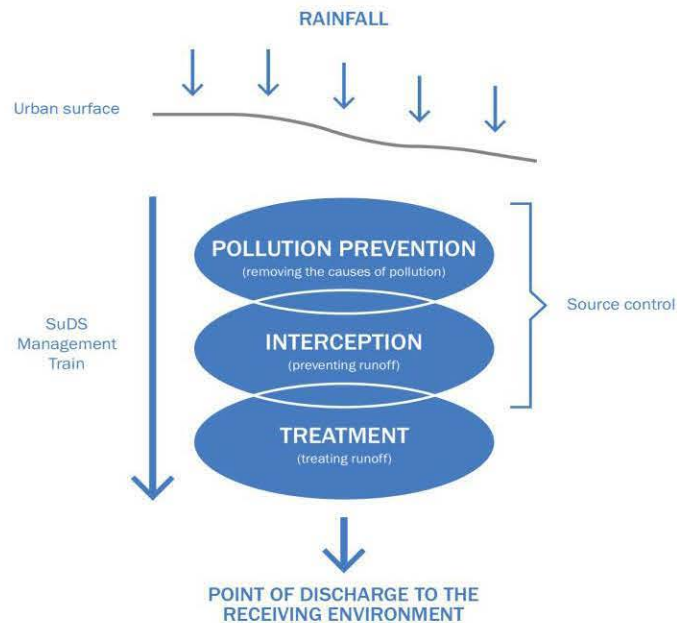 RAINFALL
Urban surface
POLLUTION PREVENTION
(removing the causes of pollution)
Source control
SuDS
Management
Train
INTERCEPTION
(preventing runoff)
TREATMENT
(treating runoff)
POINT OF DISCHARGE TO THE
RECEIVING ENVIRONMENT